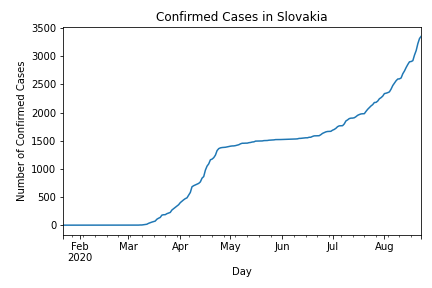 Confirmed Cases in Slovakia
Number of Confirmed Cases
3500
3000
2500
2000
1500
1000
500
0
Feb
2020
Mar
Apr
May
Jun
Jul
Aug
Day